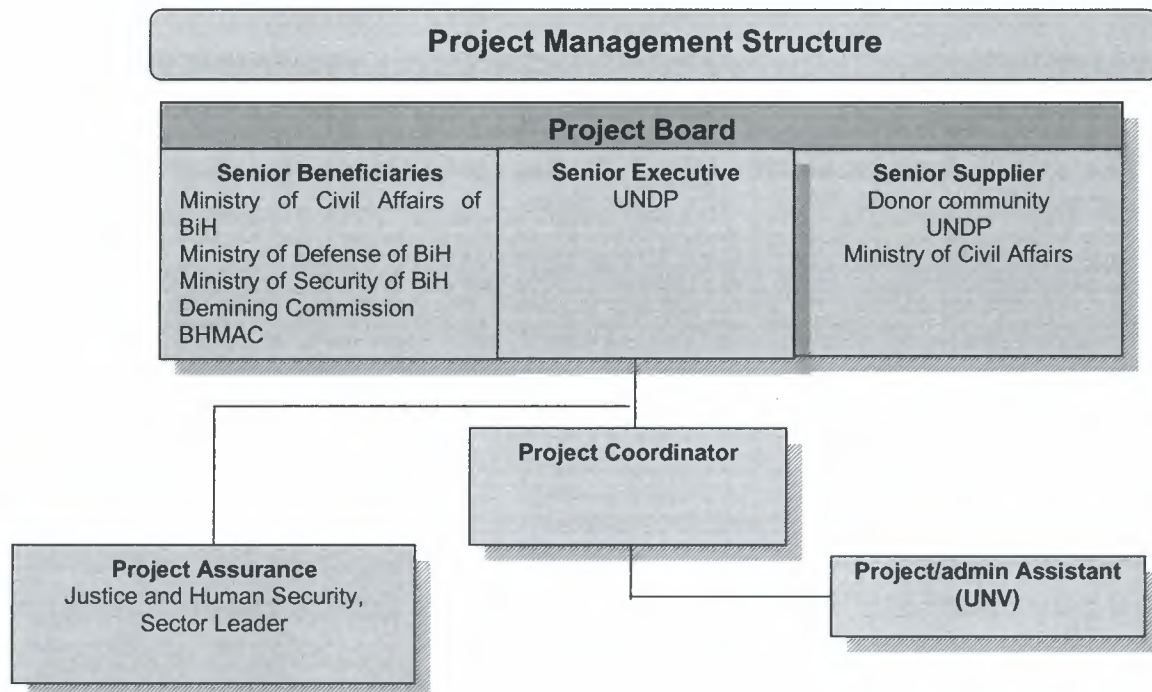 Project Management Structure
Project Board
Senior Beneficiaries
Ministry of Civil Affairs of
BiH
Ministry of Defense of BiH
Ministry of Security of BiH
Demining Commission
BHMAC
Senior Executive
UNDP
Senior Supplier
Donor community
UNDP
Ministry of Civil Affairs
Project Coordinator
Project Assurance
Justice and Human Security,
Sector Leader
Project/admin Assistant
(UNV)